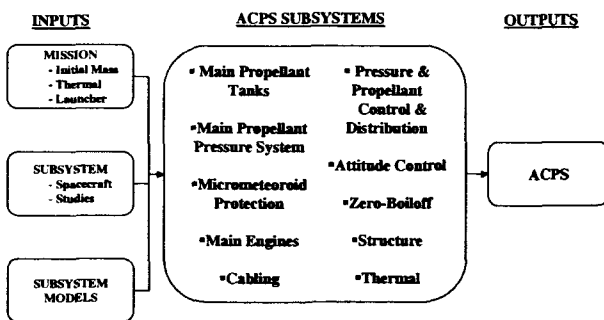 INPUTS
ACPS SUBSYSTEMS
OUTPUTS
MISSION
- Initial Mass
- Thermal
- Launcher
SUBSYSTEM
- Spacecraft
- Studies
SUBSYSTEM
MODELS
▪ Main Propellant
Tanks
▪ Main Propellant
Pressure System
▪ Micrometeoroid
Protection
▪ Main Engines
▪ Cabling
▪ Pressure &
Propellant
Control &
Distribution
▪ Attitude Control
▪ Zero-Boiloff
▪ Structure
▪ Thermal
ACPS